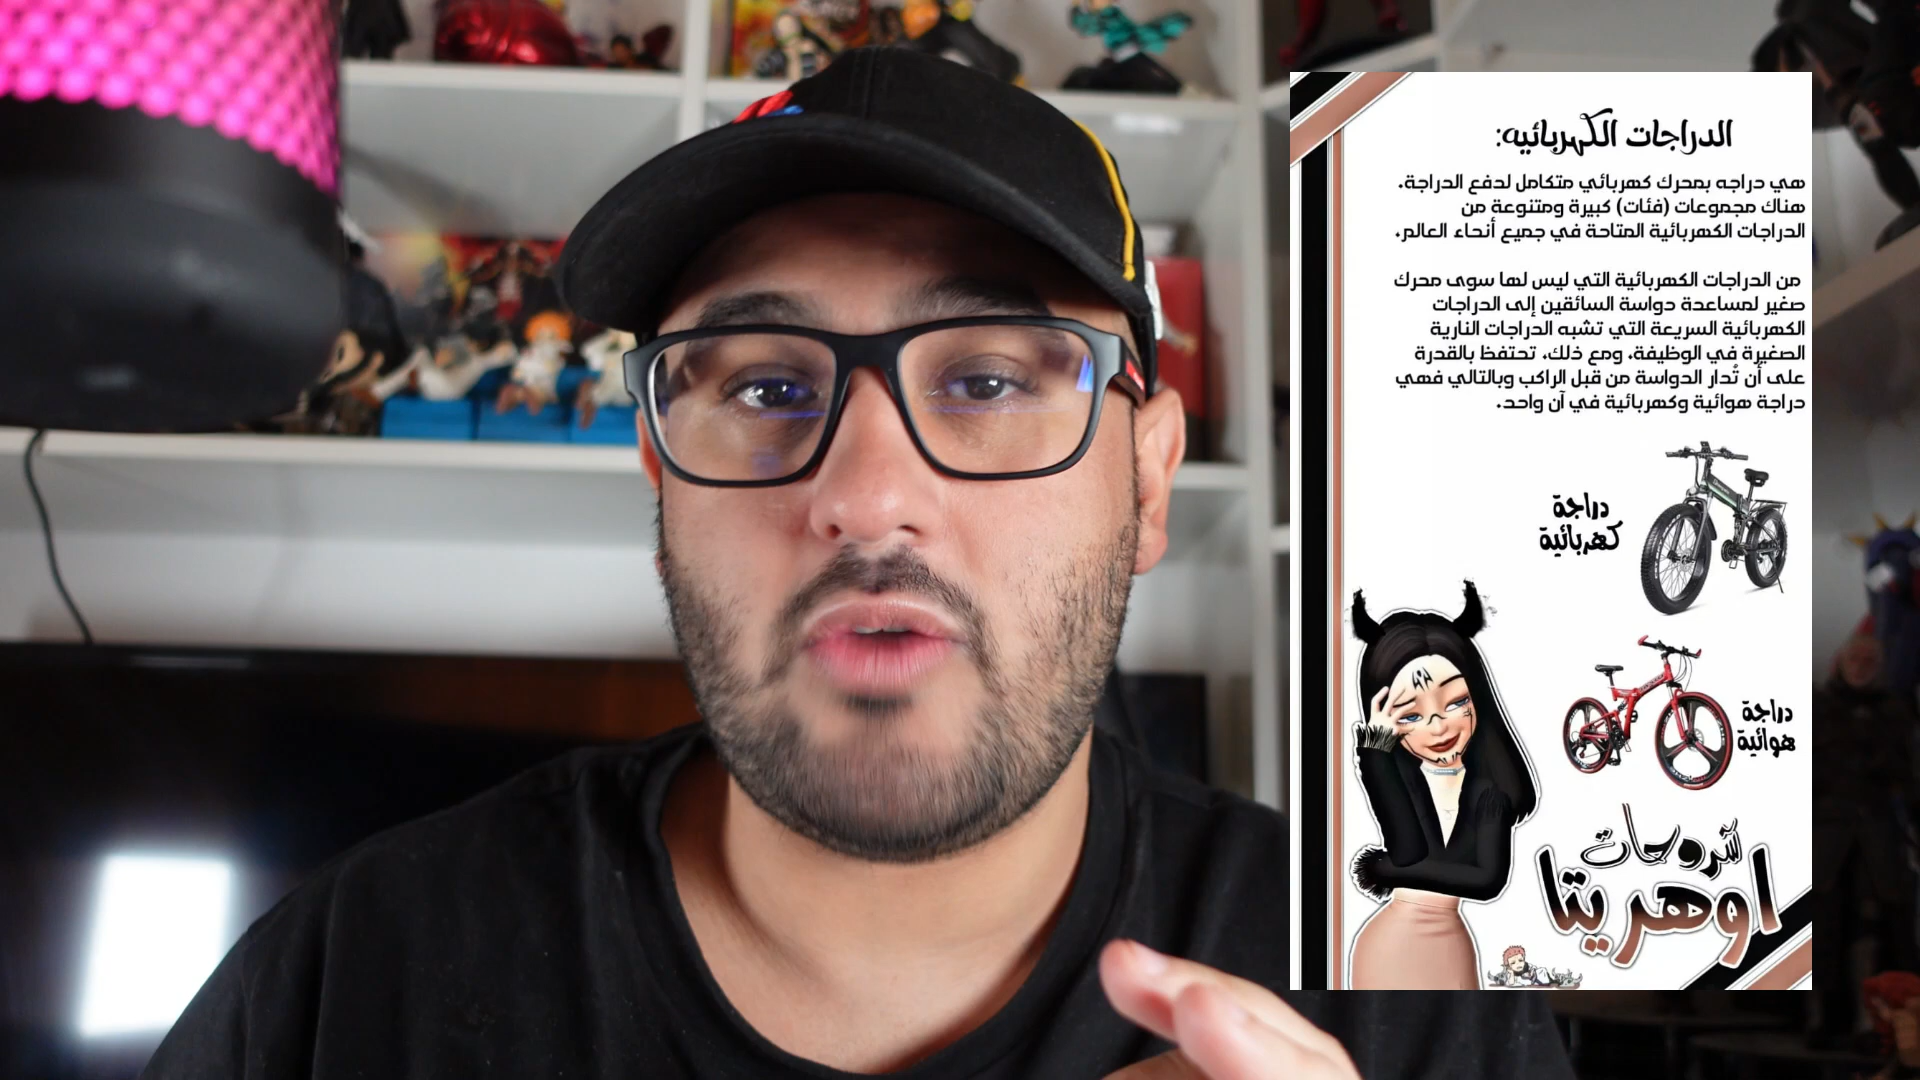 الدراجات الكهربائيه:
هي دراجه بمحرك كهربائي متكامل لدفع الدراجة.
هناك مجموعات (فئات) كبيرة ومتنوعة من
الدراجات الكهربائية المتاحة في جميع أنحاء العالم.
من الدراجات الكهربائية التي ليس لها سوى محرك
صغير لمساعدة دواسة السائقين إلى الدراجات
الكهربائية السريعة التي تشبه الدراجات النارية
الصغيرة في الوظيفة، ومع ذلك، تحتفظ بالقدرة
على أن تُدار الدواسة من قبل الراكب وبالتالي فهي
دراجة هوائية وكهربائية في آن واحد.
دراجة
كهربائية
دراجة
هوائية
شروحات
اوهريتا